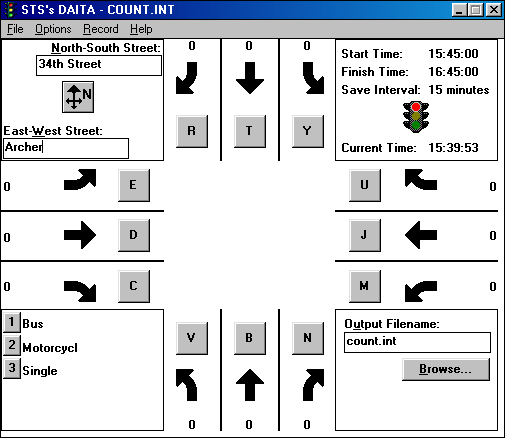 STS's DAITA - COUNT.INT
File Options Record Help
North-South Street:
34th Street
N
East-West Street:
Archer
0 0 0
R T Y
Start Time: 15:45:00
Finish Time: 16:45:00
Save Interval: 15 minutes
Current Time: 15:39:53
0 E U 0
0 D J 0
0 C M 0
1 Bus
2 Motorcycl
3 Single
V B N
0 0 0
Output Filename:
count.int
Browse...